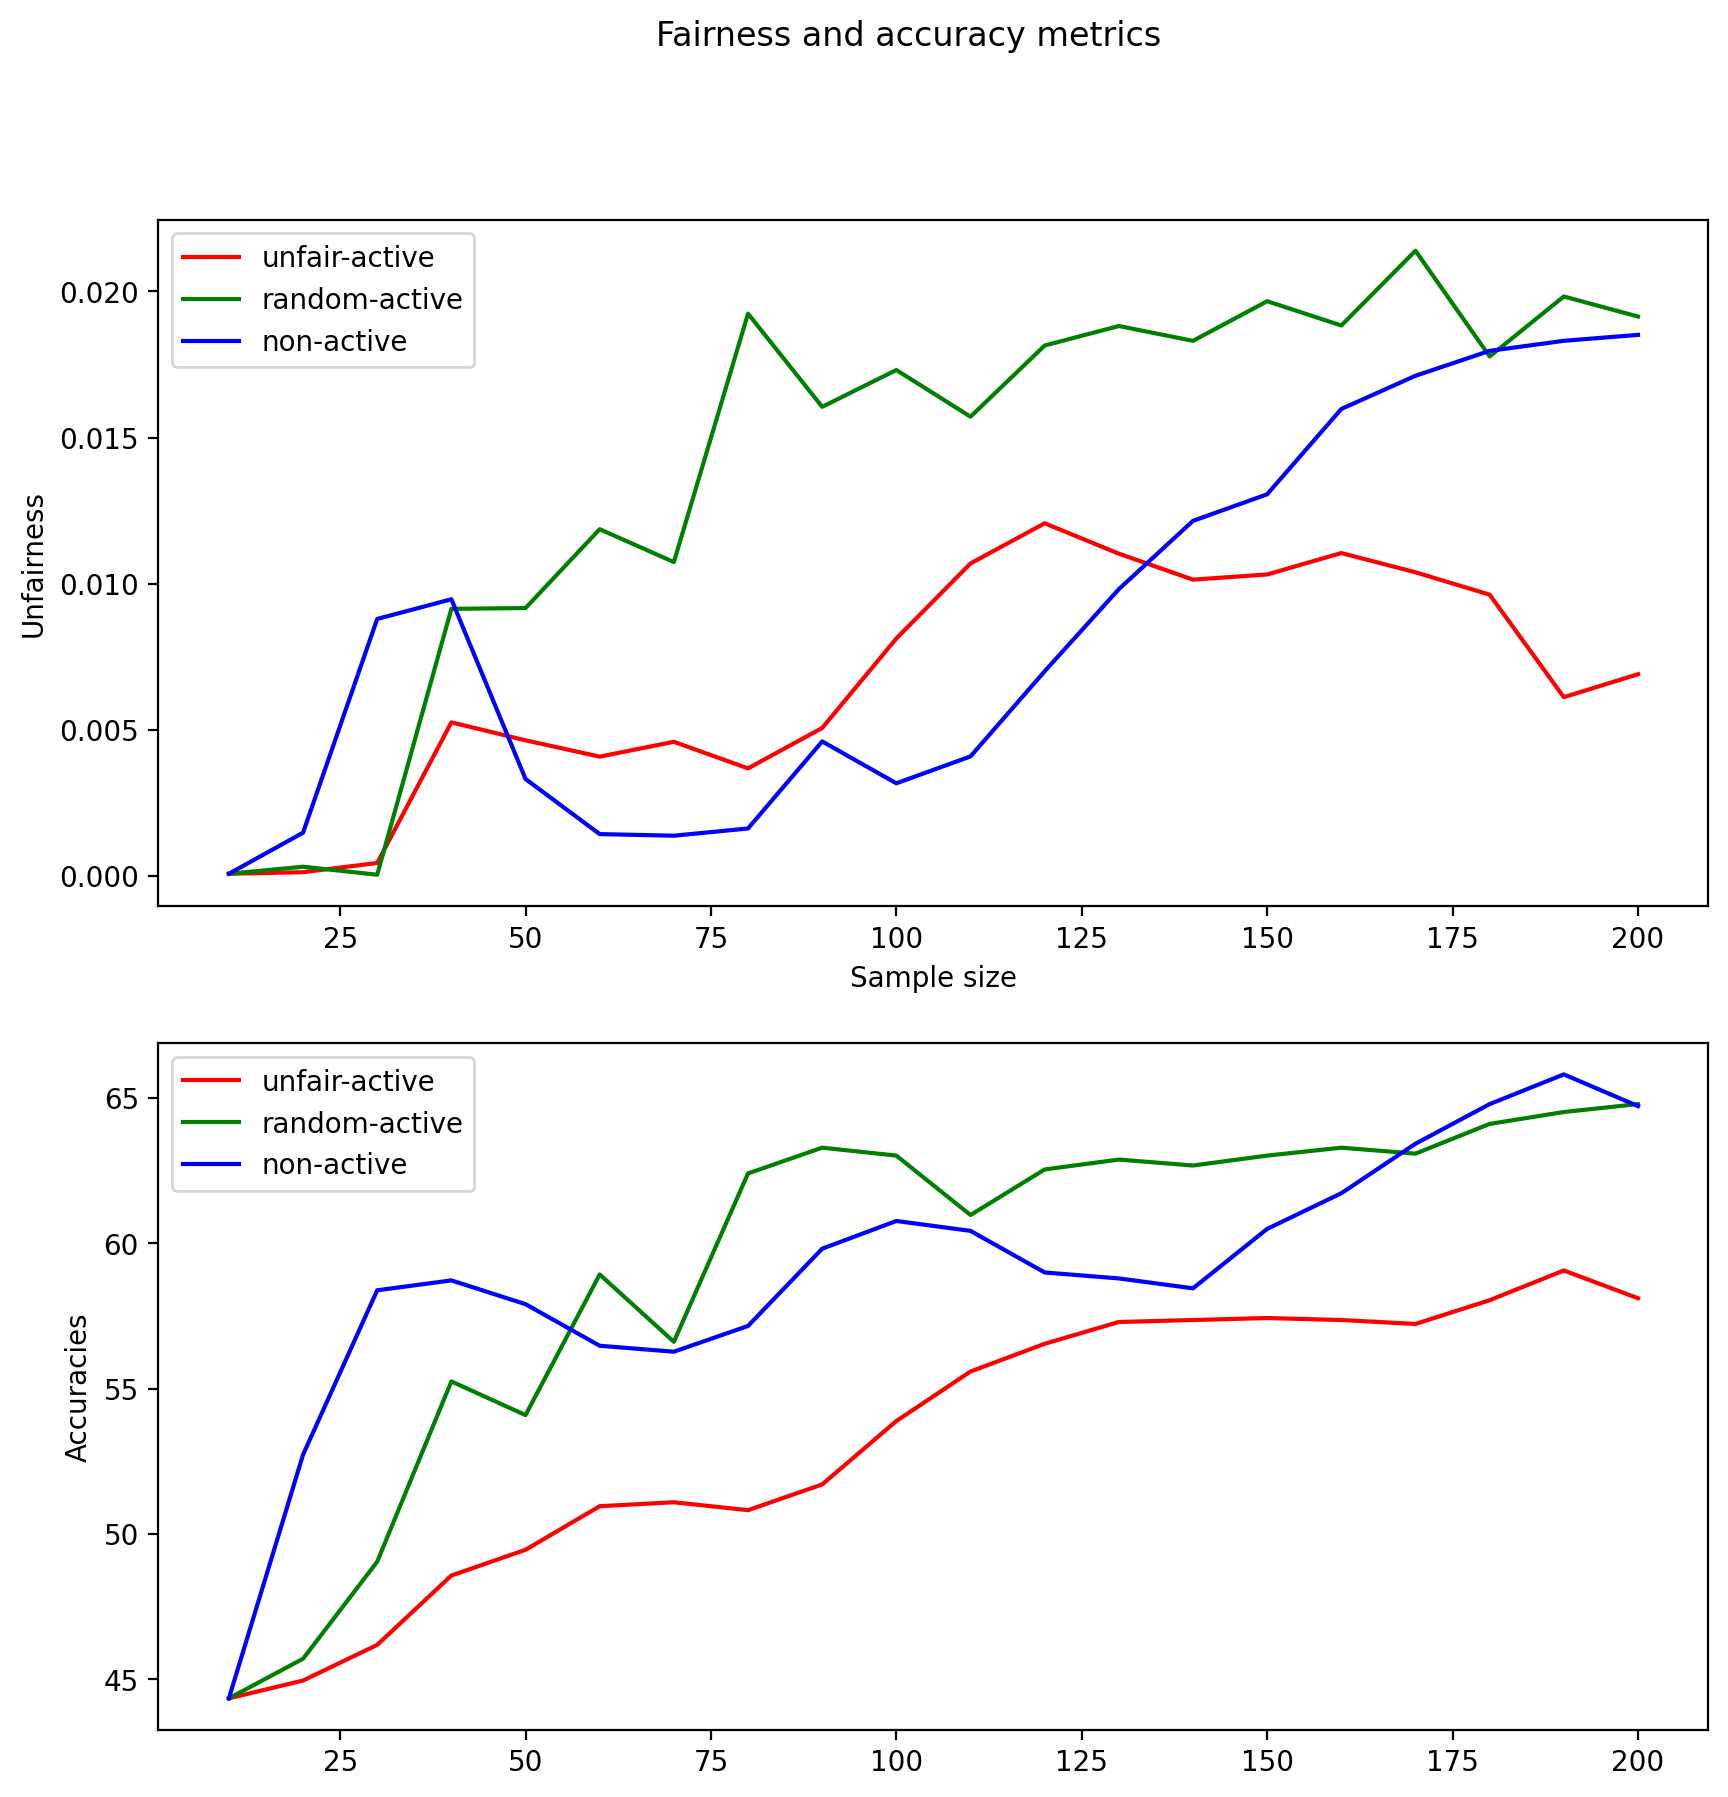 Fairness and accuracy metrics
unfair-active
random-active
non-active
0.020
0.015
0.010
0.005
0.000
Unfairness
25 50 75 100 125 150 175 200
Sample size
unfair-active
random-active
non-active
65
60
55
50
45
Accuracies
25 50 75 100 125 150 175 200